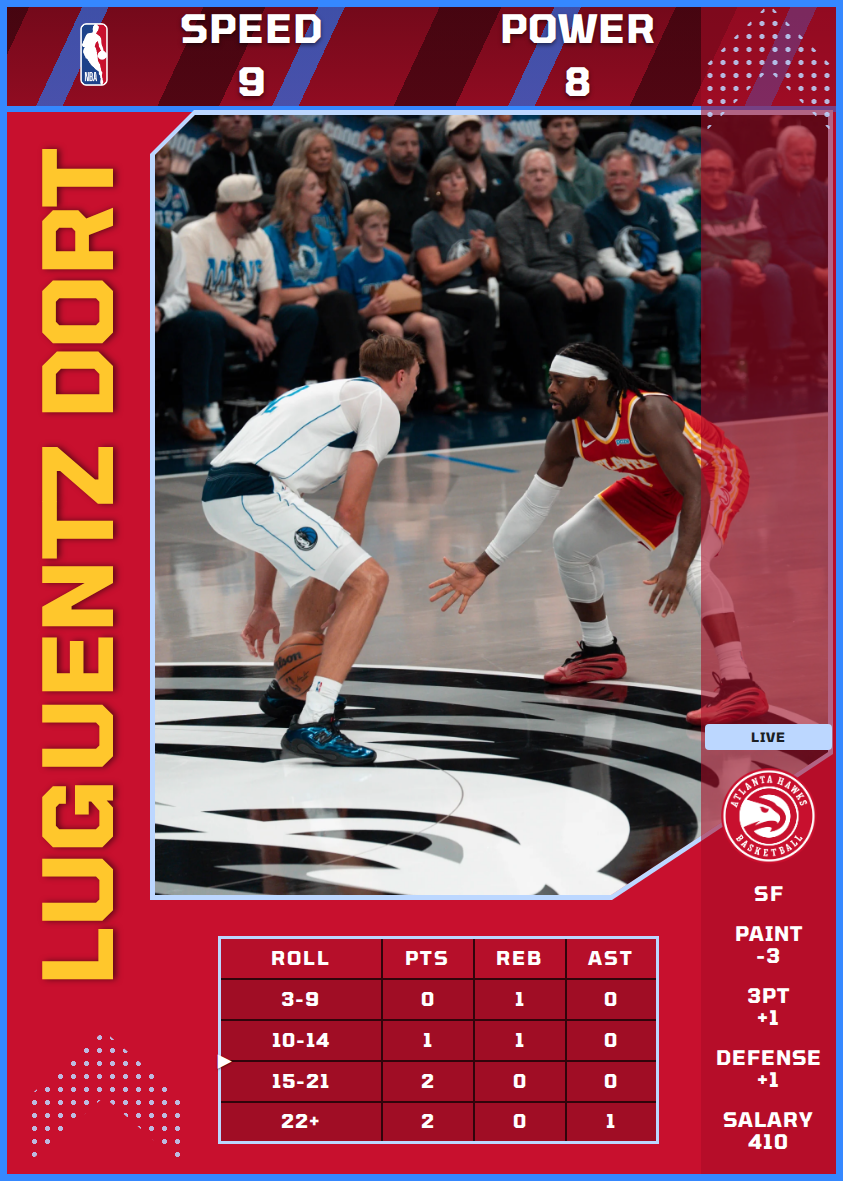 NBA
SPEED
9
POWER
8
LUGUENTZ DORT
LIVE
ATLANTA HAWKS
BASKETBALL
SF
PAINT
-3
3PT
+1
DEFENSE
+1
SALARY
410
ROLL PTS REB AST
3-9 0 1 0
10-14 1 1 0
15-21 2 0 0
22+ 2 0 1